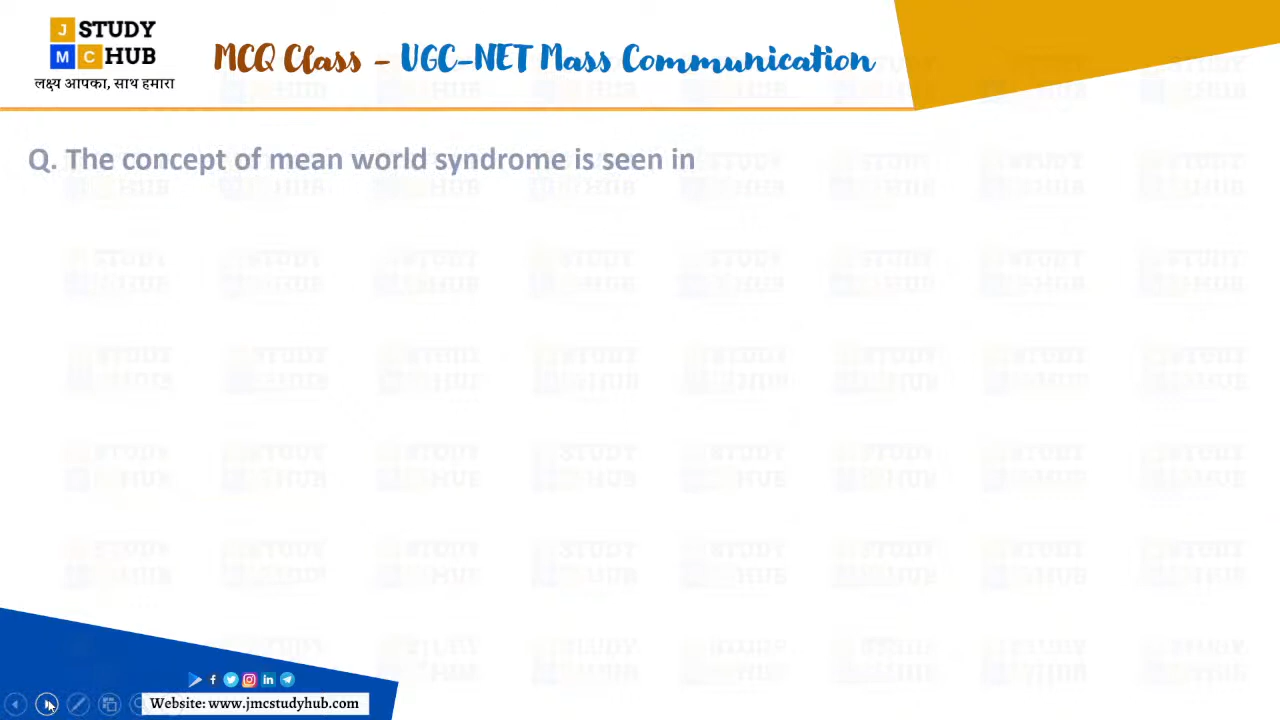 J STUDY
MC HUB
लक्ष्य आपका, साथ हमारा
MCQ Class - UGC-NET Mass Communication
Q. The concept of mean world syndrome is seen in
Website: www.jmcstudyhub.com